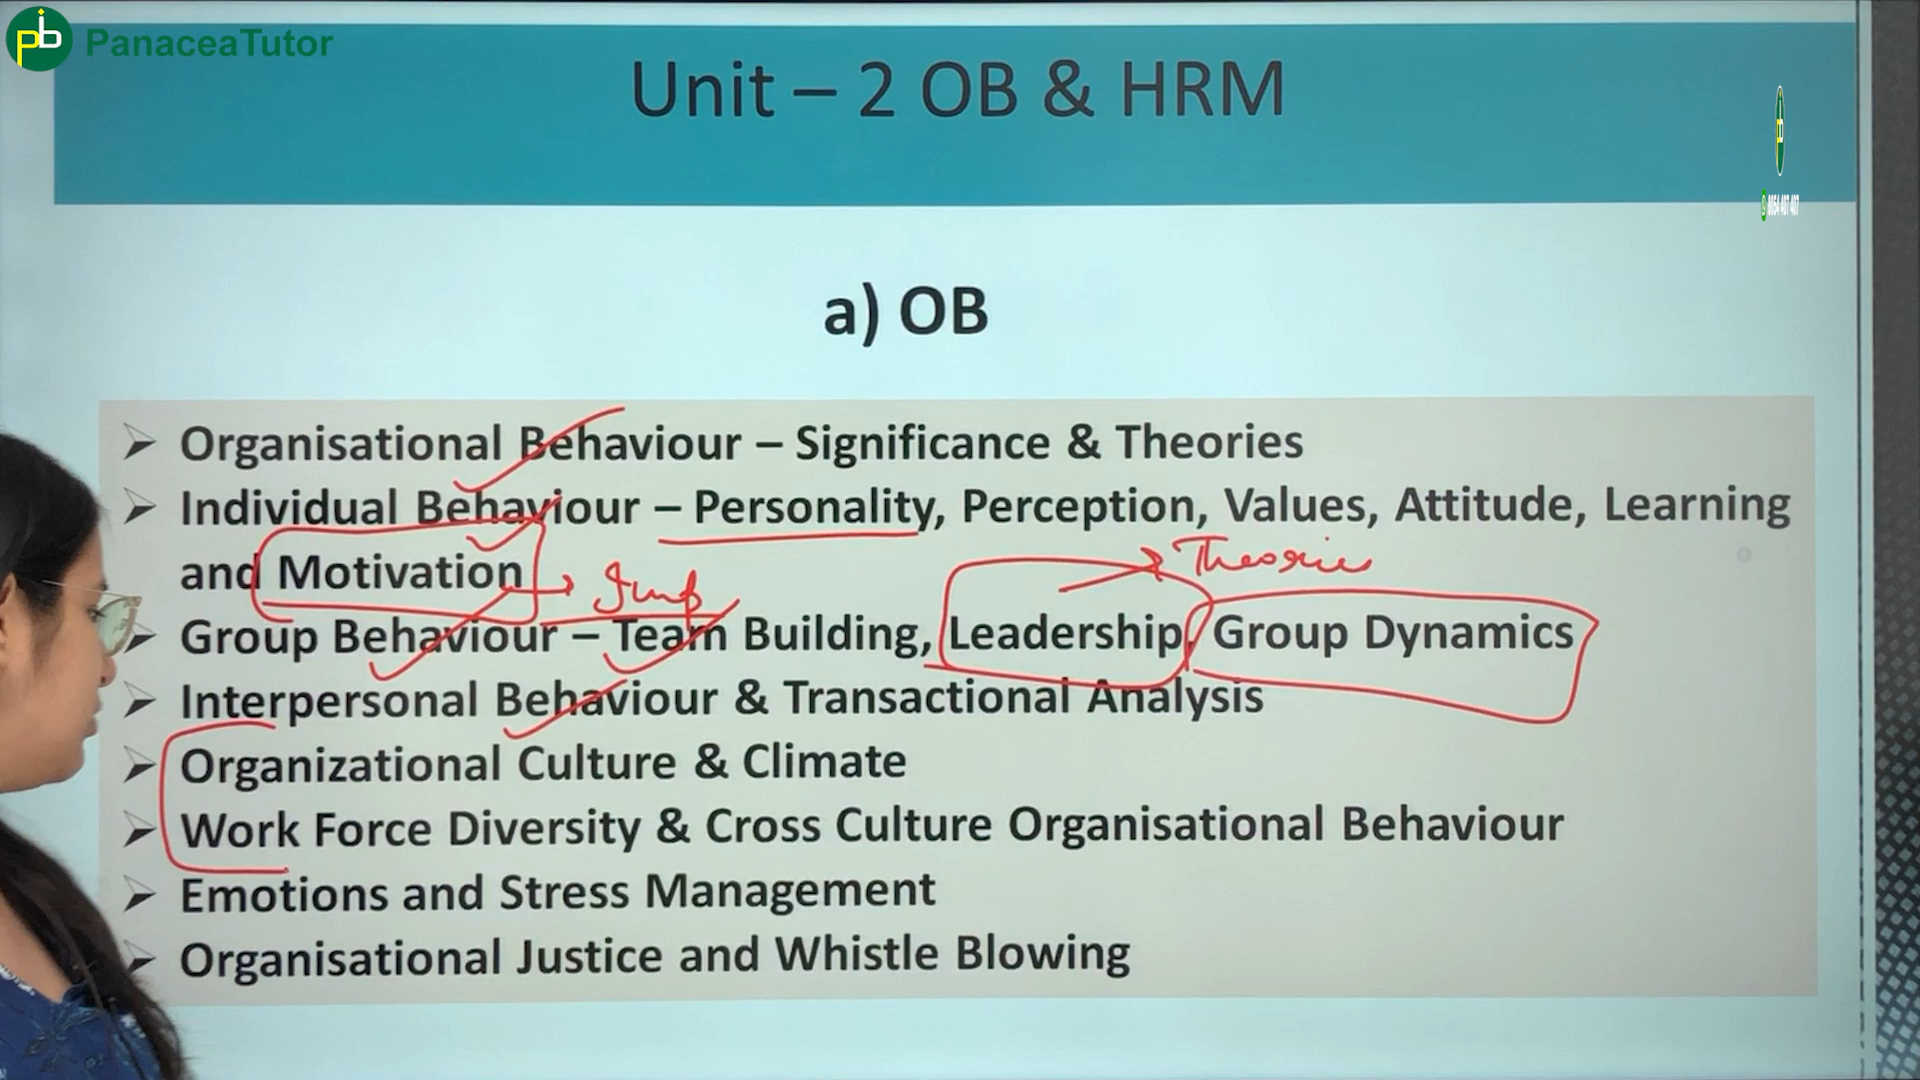 PanaceaTutor
Unit – 2 OB & HRM
a) OB
Organisational Behaviour – Significance & Theories
Individual Behaviour – Personality, Perception, Values, Attitude, Learning
and Motivation
Imp
Theories
Group Behaviour – Team Building, Leadership, Group Dynamics
Interpersonal Behaviour & Transactional Analysis
Organizational Culture & Climate
Work Force Diversity & Cross Culture Organisational Behaviour
Emotions and Stress Management
Organisational Justice and Whistle Blowing